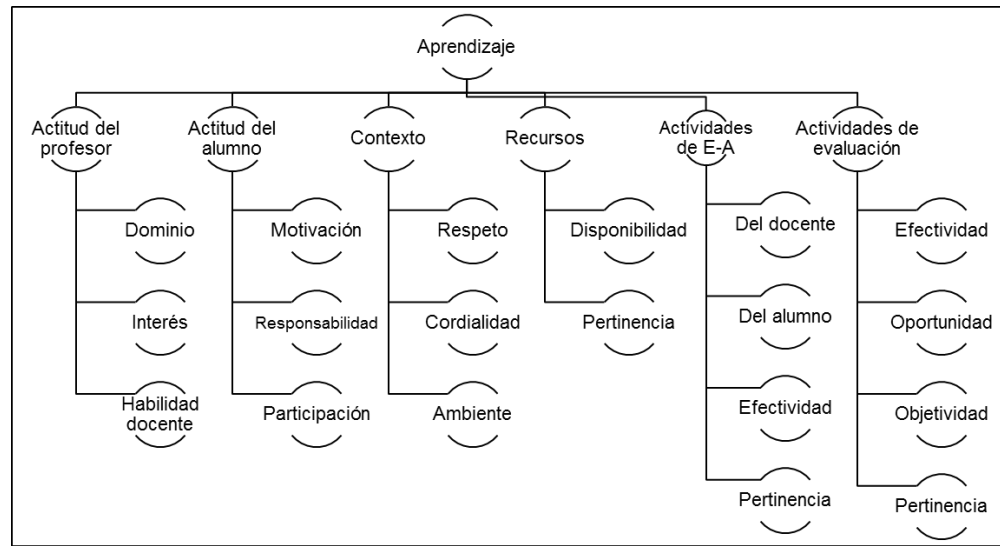 Aprendizaje
Actitud del
profesor
Actitud del
alumno
Contexto
Recursos
Actividades
de E-A
Actividades de
evaluación
Dominio
Interés
Habilidad
docente
Motivación
Responsabilidad
Participación
Respeto
Cordialidad
Ambiente
Disponibilidad
Pertinencia
Del docente
Del alumno
Efectividad
Pertinencia
Efectividad
Oportunidad
Objetividad
Pertinencia